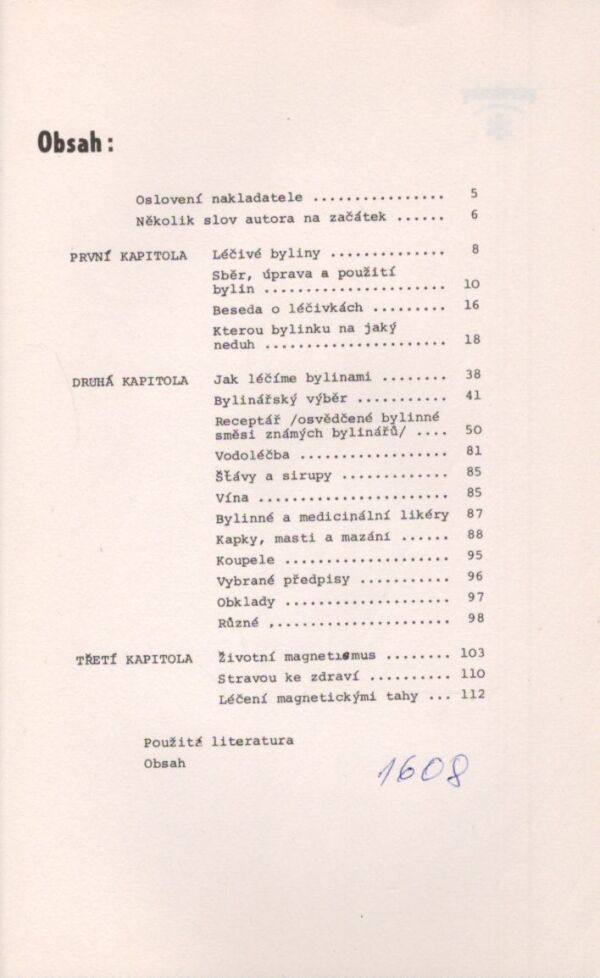 Obsah:
Oslovení nakladatele ................ 5
Několik slov autora na začátek ...... 6
PRVNÍ KAPITOLA Léčivé byliny .............. 8
Sběr, úprava a použití
bylin ...................... 10
Beseda o léčivkách ......... 16
Kterou bylinku na jaký
neduh ...................... 18
DRUHÁ KAPITOLA Jak léčíme bylinami ........ 38
Bylinářský výběr ........... 41
Receptář /osvědčené bylinné
směsi známých bylinářů/ .... 50
Vodoléčba .................. 81
Šťávy a sirupy ............. 85
Vína ....................... 85
Bylinné a medicinální likéry 87
Kapky, masti a mazání ...... 88
Koupele .................... 95
Vybrané předpisy ........... 96
Obklady .................... 97
Různé ...................... 98
TŘETÍ KAPITOLA Životní magnetismus ........ 103
Stravou ke zdraví .......... 110
Léčení magnetickými tahy ... 112
Použitá literatura
Obsah
1608